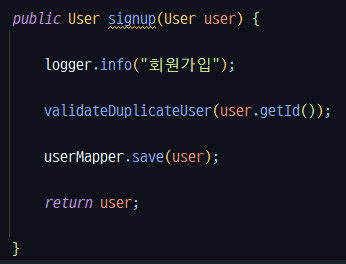 public User signup(User user) {
logger.info("회원가입");
validateDuplicateUser(user.getId());
userMapper.save(user);
return user;
}